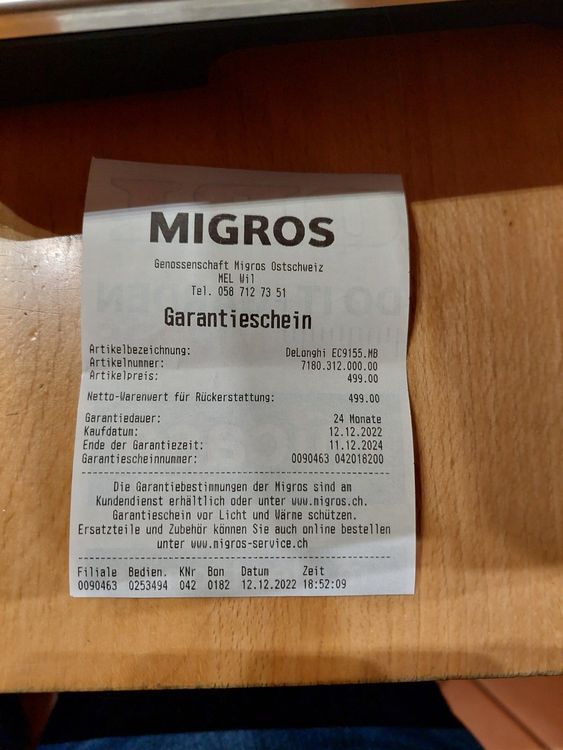 MIGROS
Genossenschaft Migros Ostschweiz
MEL Wil
Tel. 058 712 73 51
Garantieschein
Artikelbezeichnung: DeLonghi EC9155.MB
Artikelnummer: 7180.312.000.00
Artikelpreis: 499.00
Netto-Warenwert für Rückerstattung: 499.00
Garantiedauer: 24 Monate
Kaufdatum: 12.12.2022
Ende der Garantiezeit: 11.12.2024
Garantiescheinnummer: 0090463 042018200
Die Garantiebestimmungen der Migros sind am
Kundendienst erhältlich oder unter www.migros.ch.
Garantieschein vor Licht und Wärme schützen.
Ersatzteile und Zubehör können Sie auch online bestellen
unter www.migros-service.ch
Filiale Bedien. KNr Bon Datum Zeit
0090463 0253494 042 0182 12.12.2022 18:52:09